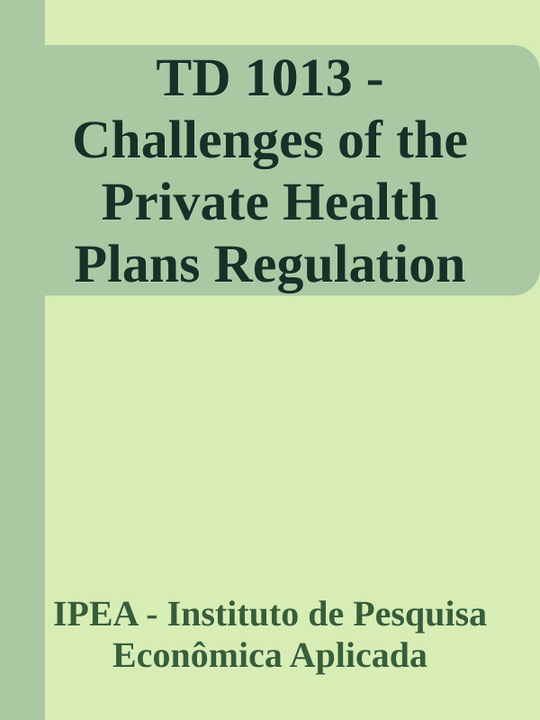 TD 1013 -
Challenges of the
Private Health
Plans Regulation
IPEA - Instituto de Pesquisa
Econômica Aplicada